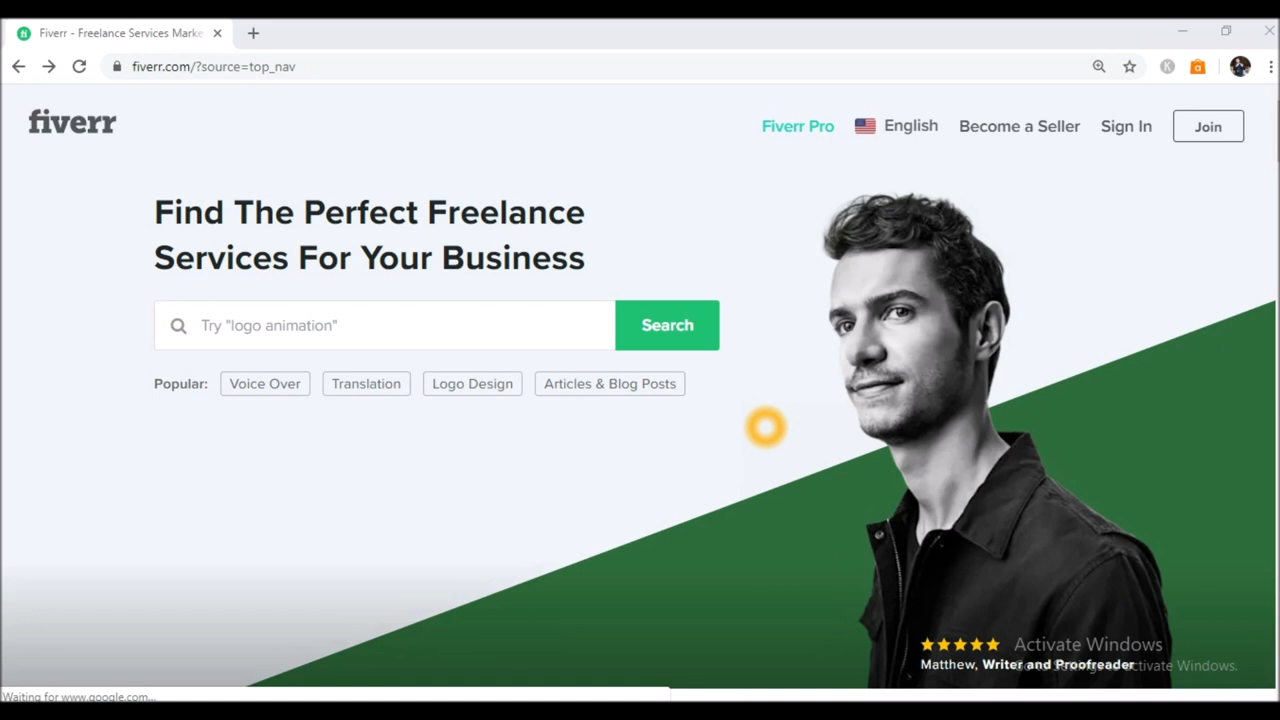 Fiverr - Freelance Services Marke
fiverr.com/?source=top_nav
fiverr
Fiverr Pro
English
Become a Seller
Sign In
Join
Find The Perfect Freelance
Services For Your Business
Try "logo animation"
Search
Popular:
Voice Over
Translation
Logo Design
Articles & Blog Posts
Activate Windows
Matthew, Writer and Proofreader
Activate Windows.
Waiting for www.google.com...